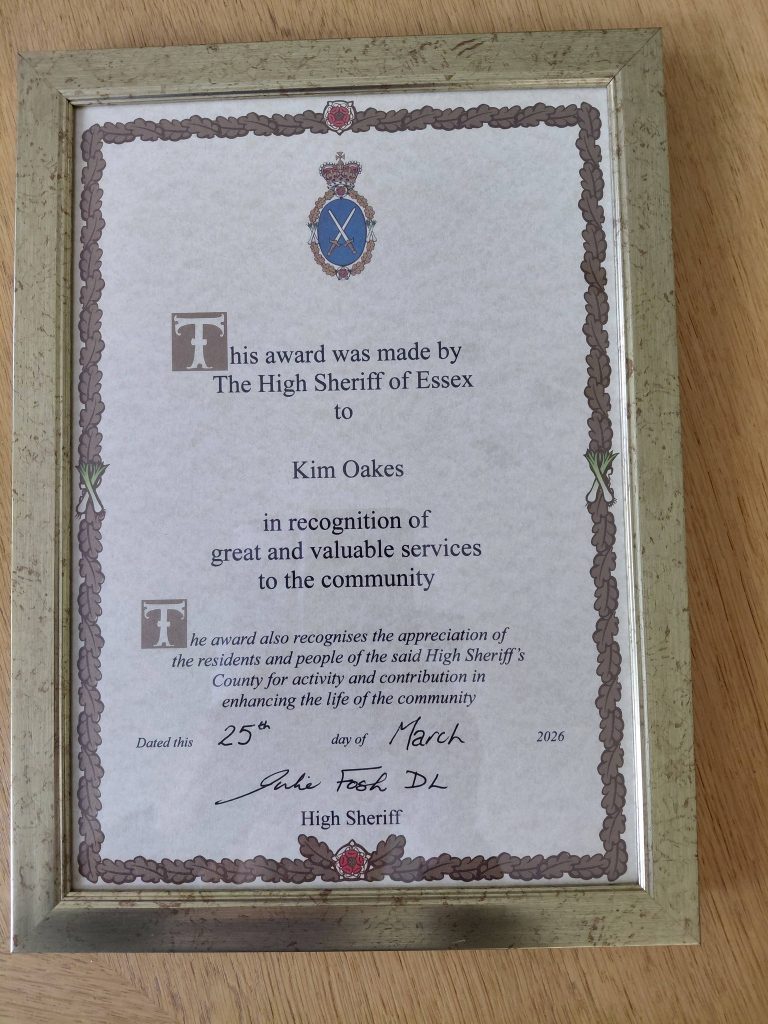 This award was made by
The High Sheriff of Essex
to
Kim Oakes
in recognition of
great and valuable services
to the community
The award also recognises the appreciation of
the residents and people of the said High Sheriff's
County for activity and contribution in
enhancing the life of the community
Dated this 25th day of March 2026
Julie Fosh DL
High Sheriff